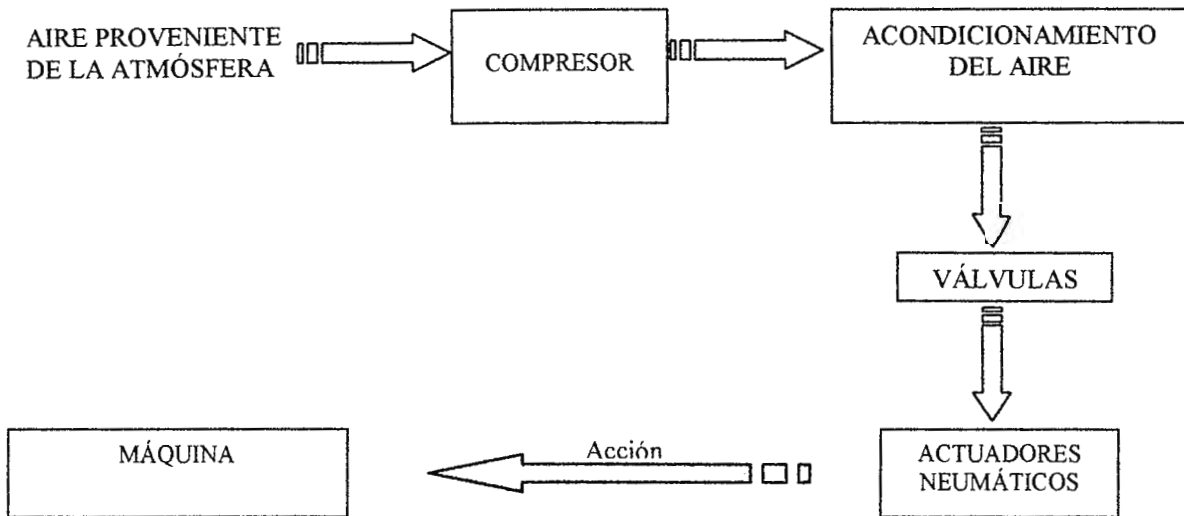 AIRE PROVENIENTE
DE LA ATMÓSFERA
COMPRESOR
ACONDICIONAMIENTO
DEL AIRE
VÁLVULAS
ACTUADORES
NEUMÁTICOS
Acción
MÁQUINA